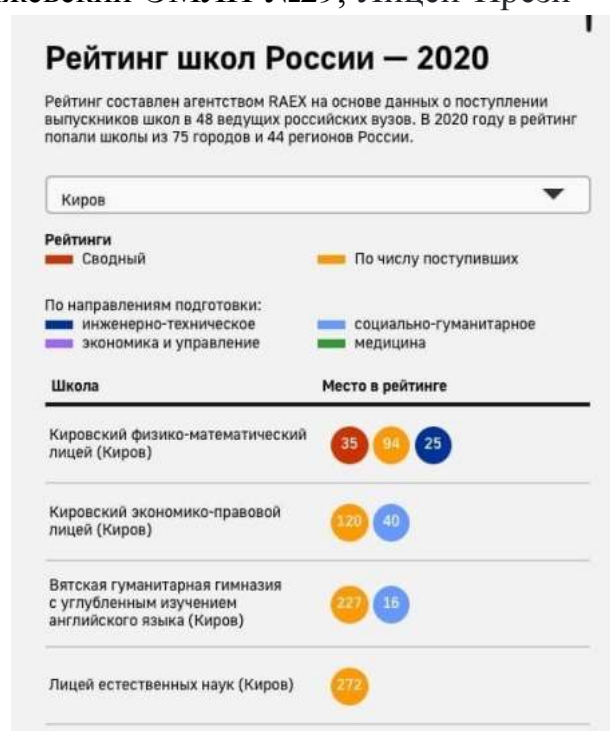 ЭМЛИ №29, Лицей
Рейтинг школ России — 2020
Рейтинг составлен агентством RAEX на основе данных о поступлении
выпускников школ в 48 ведущих российских вузов. В 2020 году в рейтинг
попали школы из 75 городов и 44 регионов России.
Киров
Рейтинги
Сводный
По числу поступивших
По направлениям подготовки:
инженерно-техническое
социально-гуманитарное
экономика и управление
медицина
Школа Место в рейтинге
Кировский физико-математический
лицей (Киров)
35 94 25
Кировский экономико-правовой
лицей (Киров)
120 40
Вятская гуманитарная гимназия
с углубленным изучением
английского языка (Киров)
227 16
Лицей естественных наук (Киров) 272